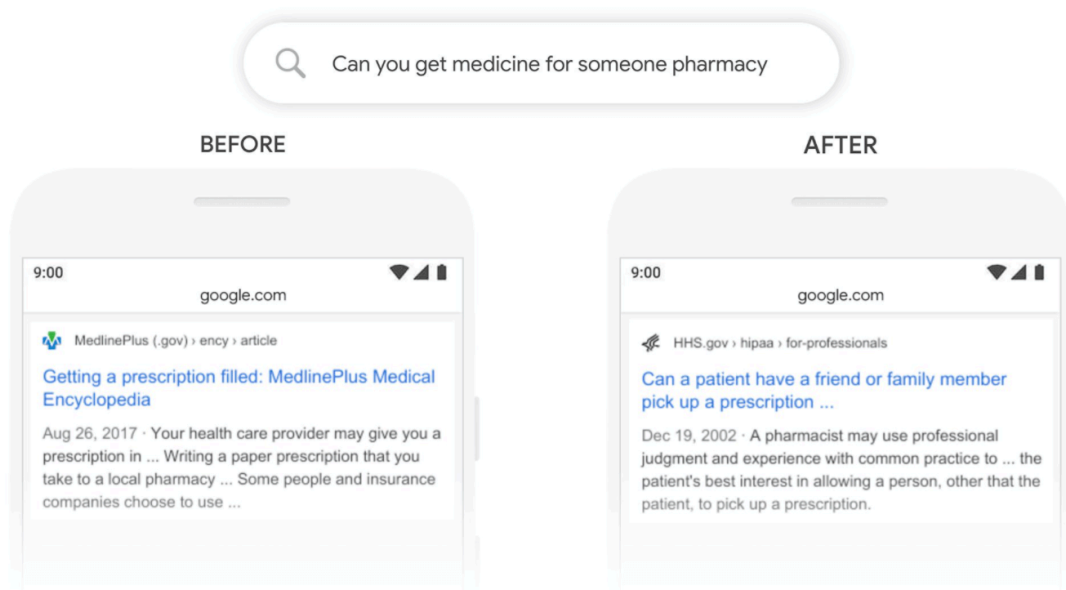 Can you get medicine for someone pharmacy
BEFORE
9:00
google.com
MedlinePlus (.gov) › ency › article
Getting a prescription filled: MedlinePlus Medical
Encyclopedia
Aug 26, 2017 · Your health care provider may give you a
prescription in ... Writing a paper prescription that you
take to a local pharmacy ... Some people and insurance
companies choose to use ...
AFTER
9:00
google.com
HHS.gov › hipaa › for-professionals
Can a patient have a friend or family member
pick up a prescription ...
Dec 19, 2002 · A pharmacist may use professional
judgment and experience with common practice to ... the
patient's best interest in allowing a person, other that the
patient, to pick up a prescription.